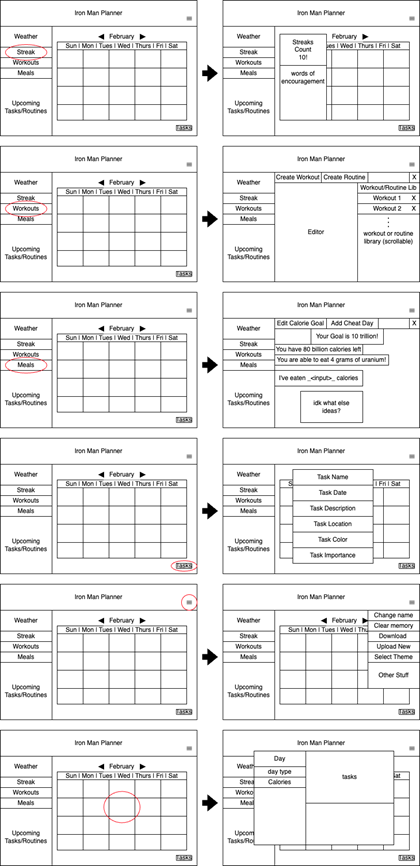 Iron Man Planner
Weather
Streak
Workouts
Meals
Upcoming
Tasks/Routines
February
Sun | Mon | Tues | Wed | Thurs | Fri | Sat
Tasks
Iron Man Planner
Weather
Streak
Workouts
Meals
Upcoming
Tasks/Routines
February
Streaks
Count
10!
words of
encouragement
Thurs | Fri | Sat
Tasks
Iron Man Planner
Weather
Streak
Workouts
Meals
Upcoming
Tasks/Routines
February
Sun | Mon | Tues | Wed | Thurs | Fri | Sat
Tasks
Iron Man Planner
Weather
Streak
Workouts
Meals
Upcoming
Tasks/Routines
Create Workout
Create Routine
X
Workout/Routine Lib
Workout 1 X
Workout 2 X
Editor
workout or routine
library (scrollable)
Iron Man Planner
Weather
Streak
Workouts
Meals
Upcoming
Tasks/Routines
February
Sun | Mon | Tues | Wed | Thurs | Fri | Sat
Tasks
Iron Man Planner
Weather
Streak
Workouts
Meals
Upcoming
Tasks/Routines
Edit Calorie Goal
Add Cheat Day
X
Your Goal is 10 trillion!
You have 80 billion calories left
You are able to eat 4 grams of uranium!
I've eaten _<input>_ calories
idk what else
ideas?
Iron Man Planner
Weather
Streak
Workouts
Meals
Upcoming
Tasks/Routines
February
Sun | Mon | Tues | Wed | Thurs | Fri | Sat
Tasks
Iron Man Planner
Weather
Streak
Workouts
Meals
Upcoming
Tasks/Routines
Task Name
Task Date
Task Description
Task Location
Task Color
Task Importance
Fri | Sat
Tasks
Iron Man Planner
Weather
Streak
Workouts
Meals
Upcoming
Tasks/Routines
February
Sun | Mon | Tues | Wed | Thurs | Fri | Sat
Tasks
Iron Man Planner
Weather
Streak
Workouts
Meals
Upcoming
Tasks/Routines
February
Sun | Mon | Tues | Wed | Th
Change name
Clear memory
Download
Upload New
Select Theme
Other Stuff
Tasks
Iron Man Planner
Weather
Streak
Workouts
Meals
Upcoming
Tasks/Routines
February
Sun | Mon | Tues | Wed | Thurs | Fri | Sat
Tasks
Iron Man Planner
Weather
Streak
Workouts
Meals
Upcoming
Tasks/Routines
Day
day type
Calories
tasks
Tasks